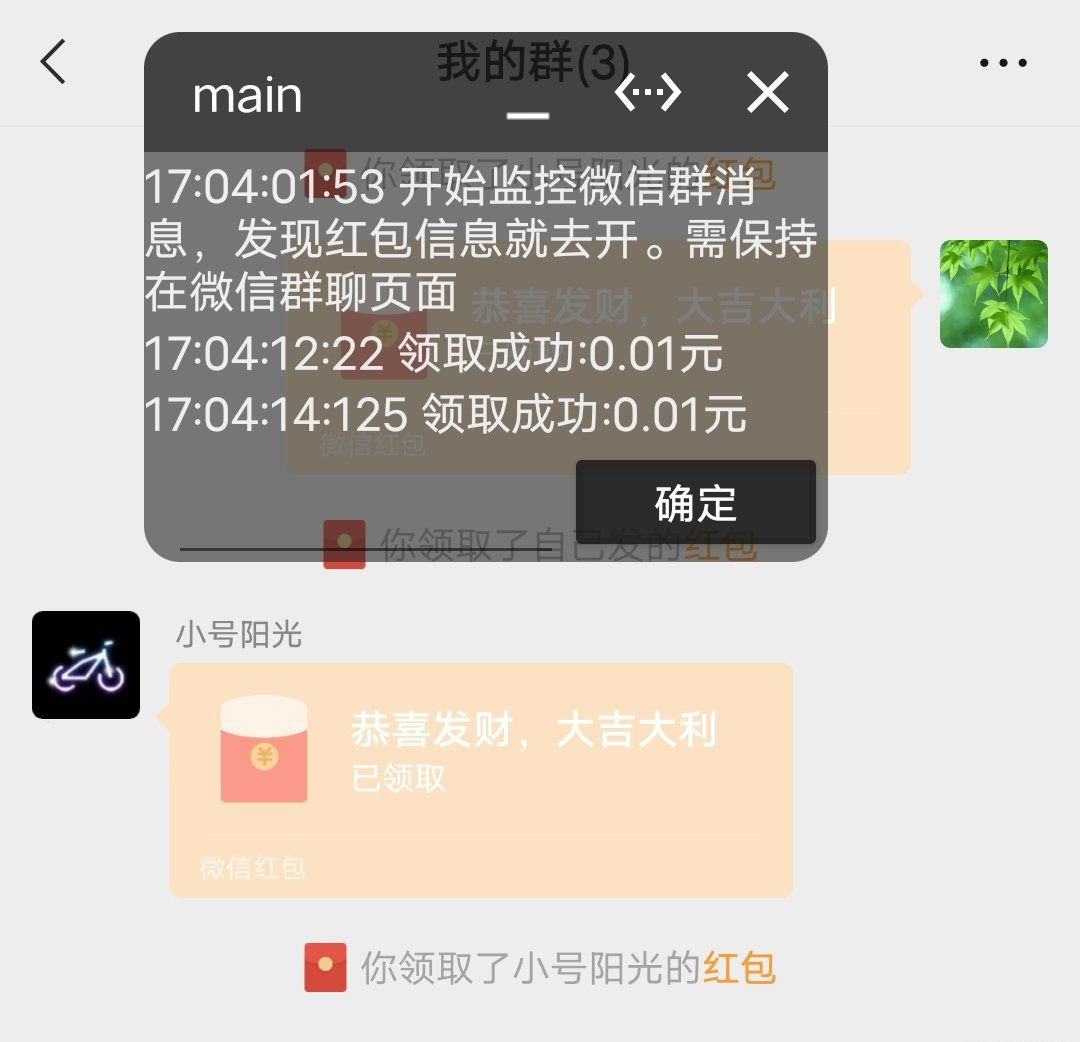 我的群(3)
main
你领取了小号阳光的红包
17:04:01:53 开始监控微信群消
息，发现红包信息就去开。需保持
在微信群聊页面
恭喜发财，大吉大利
17:04:12:22 领取成功:0.01元
17:04:14:125 领取成功:0.01元
微信红包
确定
你领取了自己发的红包
小号阳光
恭喜发财，大吉大利
已领取
微信红包
你领取了小号阳光的红包